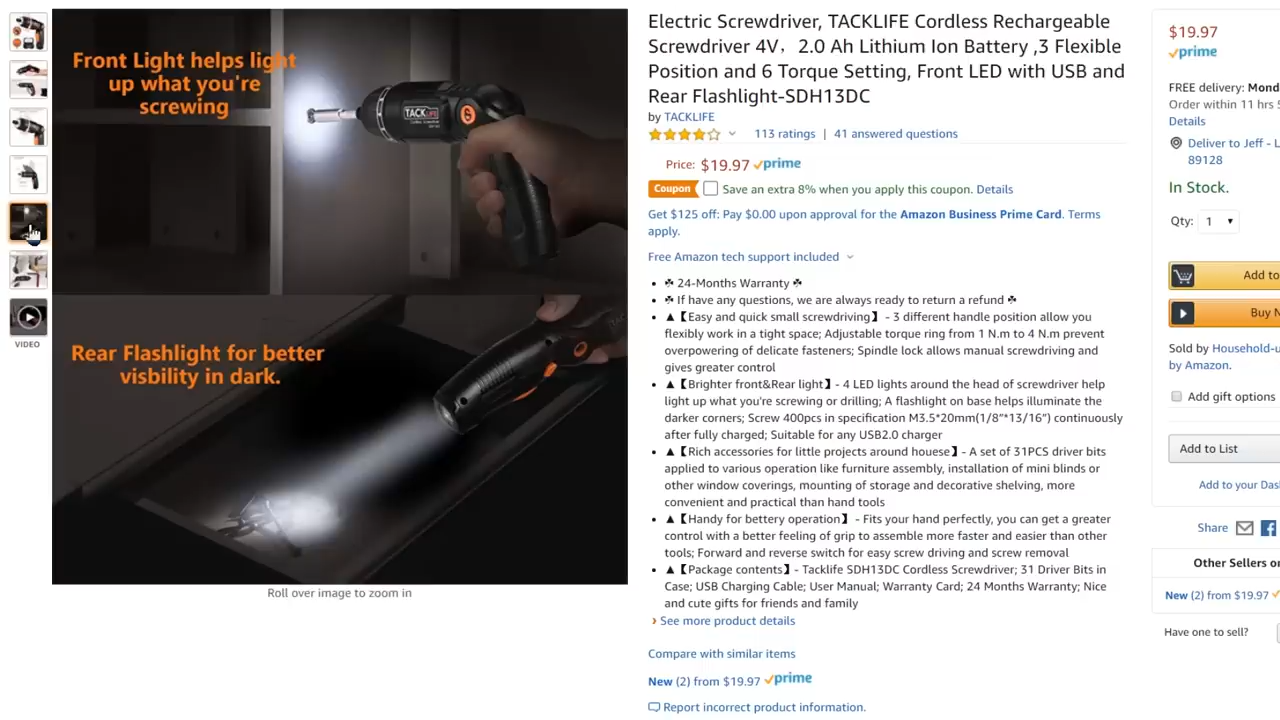 Front Light helps light
up what you're
screwing
TACKLIFE
Rear Flashlight for better
visbility in dark.
VIDEO
Roll over image to zoom in
Electric Screwdriver, TACKLIFE Cordless Rechargeable
Screwdriver 4V，2.0 Ah Lithium Ion Battery ,3 Flexible
Position and 6 Torque Setting, Front LED with USB and
Rear Flashlight-SDH13DC
by TACKLIFE
113 ratings | 41 answered questions
Price: $19.97 prime
Coupon Save an extra 8% when you apply this coupon. Details
Get $125 off: Pay $0.00 upon approval for the Amazon Business Prime Card. Terms
apply.
Free Amazon tech support included
• ☘ 24-Months Warranty ☘
• ☘ If have any questions, we are always ready to return a refund ☘
• ▲【Easy and quick small screwdriving】 - 3 different handle position allow you
flexibly work in a tight space; Adjustable torque ring from 1 N.m to 4 N.m prevent
overpowering of delicate fasteners; Spindle lock allows manual screwdriving and
gives greater control
• ▲【Brighter front&Rear light】 - 4 LED lights around the head of screwdriver help
light up what you're screwing or drilling; A flashlight on base helps illuminate the
darker corners; Screw 400pcs in specification M3.5*20mm(1/8”*13/16”) continuously
after fully charged; Suitable for any USB2.0 charger
• ▲【Rich accessories for little projects around houese】 - A set of 31PCS driver bits
applied to various operation like furniture assembly, installation of mini blinds or
other window coverings, mounting of storage and decorative shelving, more
convenient and practical than hand tools
• ▲【Handy for bettery operation】 - Fits your hand perfectly, you can get a greater
control with a better feeling of grip to assemble more faster and easier than other
tools; Forward and reverse switch for easy screw driving and screw removal
• ▲【Package contents】 - Tacklife SDH13DC Cordless Screwdriver; 31 Driver Bits in
Case; USB Charging Cable; User Manual; Warranty Card; 24 Months Warranty; Nice
and cute gifts for friends and family
› See more product details
Compare with similar items
New (2) from $19.97 prime
Report incorrect product information.
$19.97
prime
FREE delivery: Mond
Order within 11 hrs 5
Details
Deliver to Jeff - L
89128
In Stock.
Qty: 1
Add to
Buy N
Sold by Household-u
by Amazon.
Add gift options
Add to List
Add to your Das
Share
Other Sellers o
New (2) from $19.97
Have one to sell?